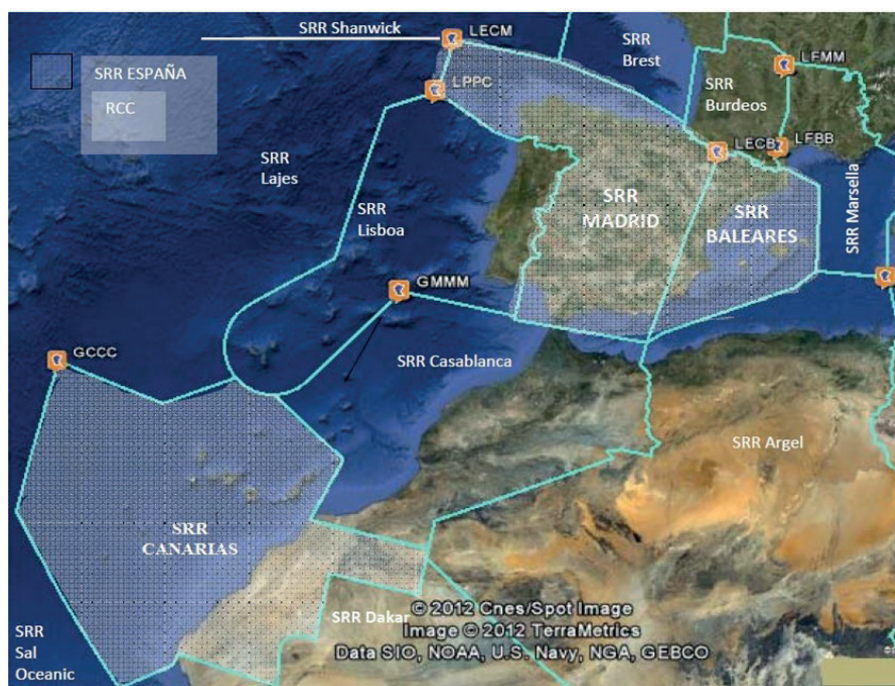 SRR Shanwick
LECM
SRR
Brest
LFMM
SRR ESPAÑA
RCC
LPPC
SRR
Burdeos
LECB
LFBB
SRR
Lajes
SRR
Lisboa
SRR
MADRID
SRR
BALEARES
SRR Marsella
GMMM
GCCC
SRR Casablanca
SRR Argel
SRR
CANARIAS
SRR Dakar
SRR
Sal
Oceanic
© 2012 Cnes/Spot Image
Image © 2012 TerraMetrics
Data SIO, NOAA, U.S. Navy, NGA, GEBCO